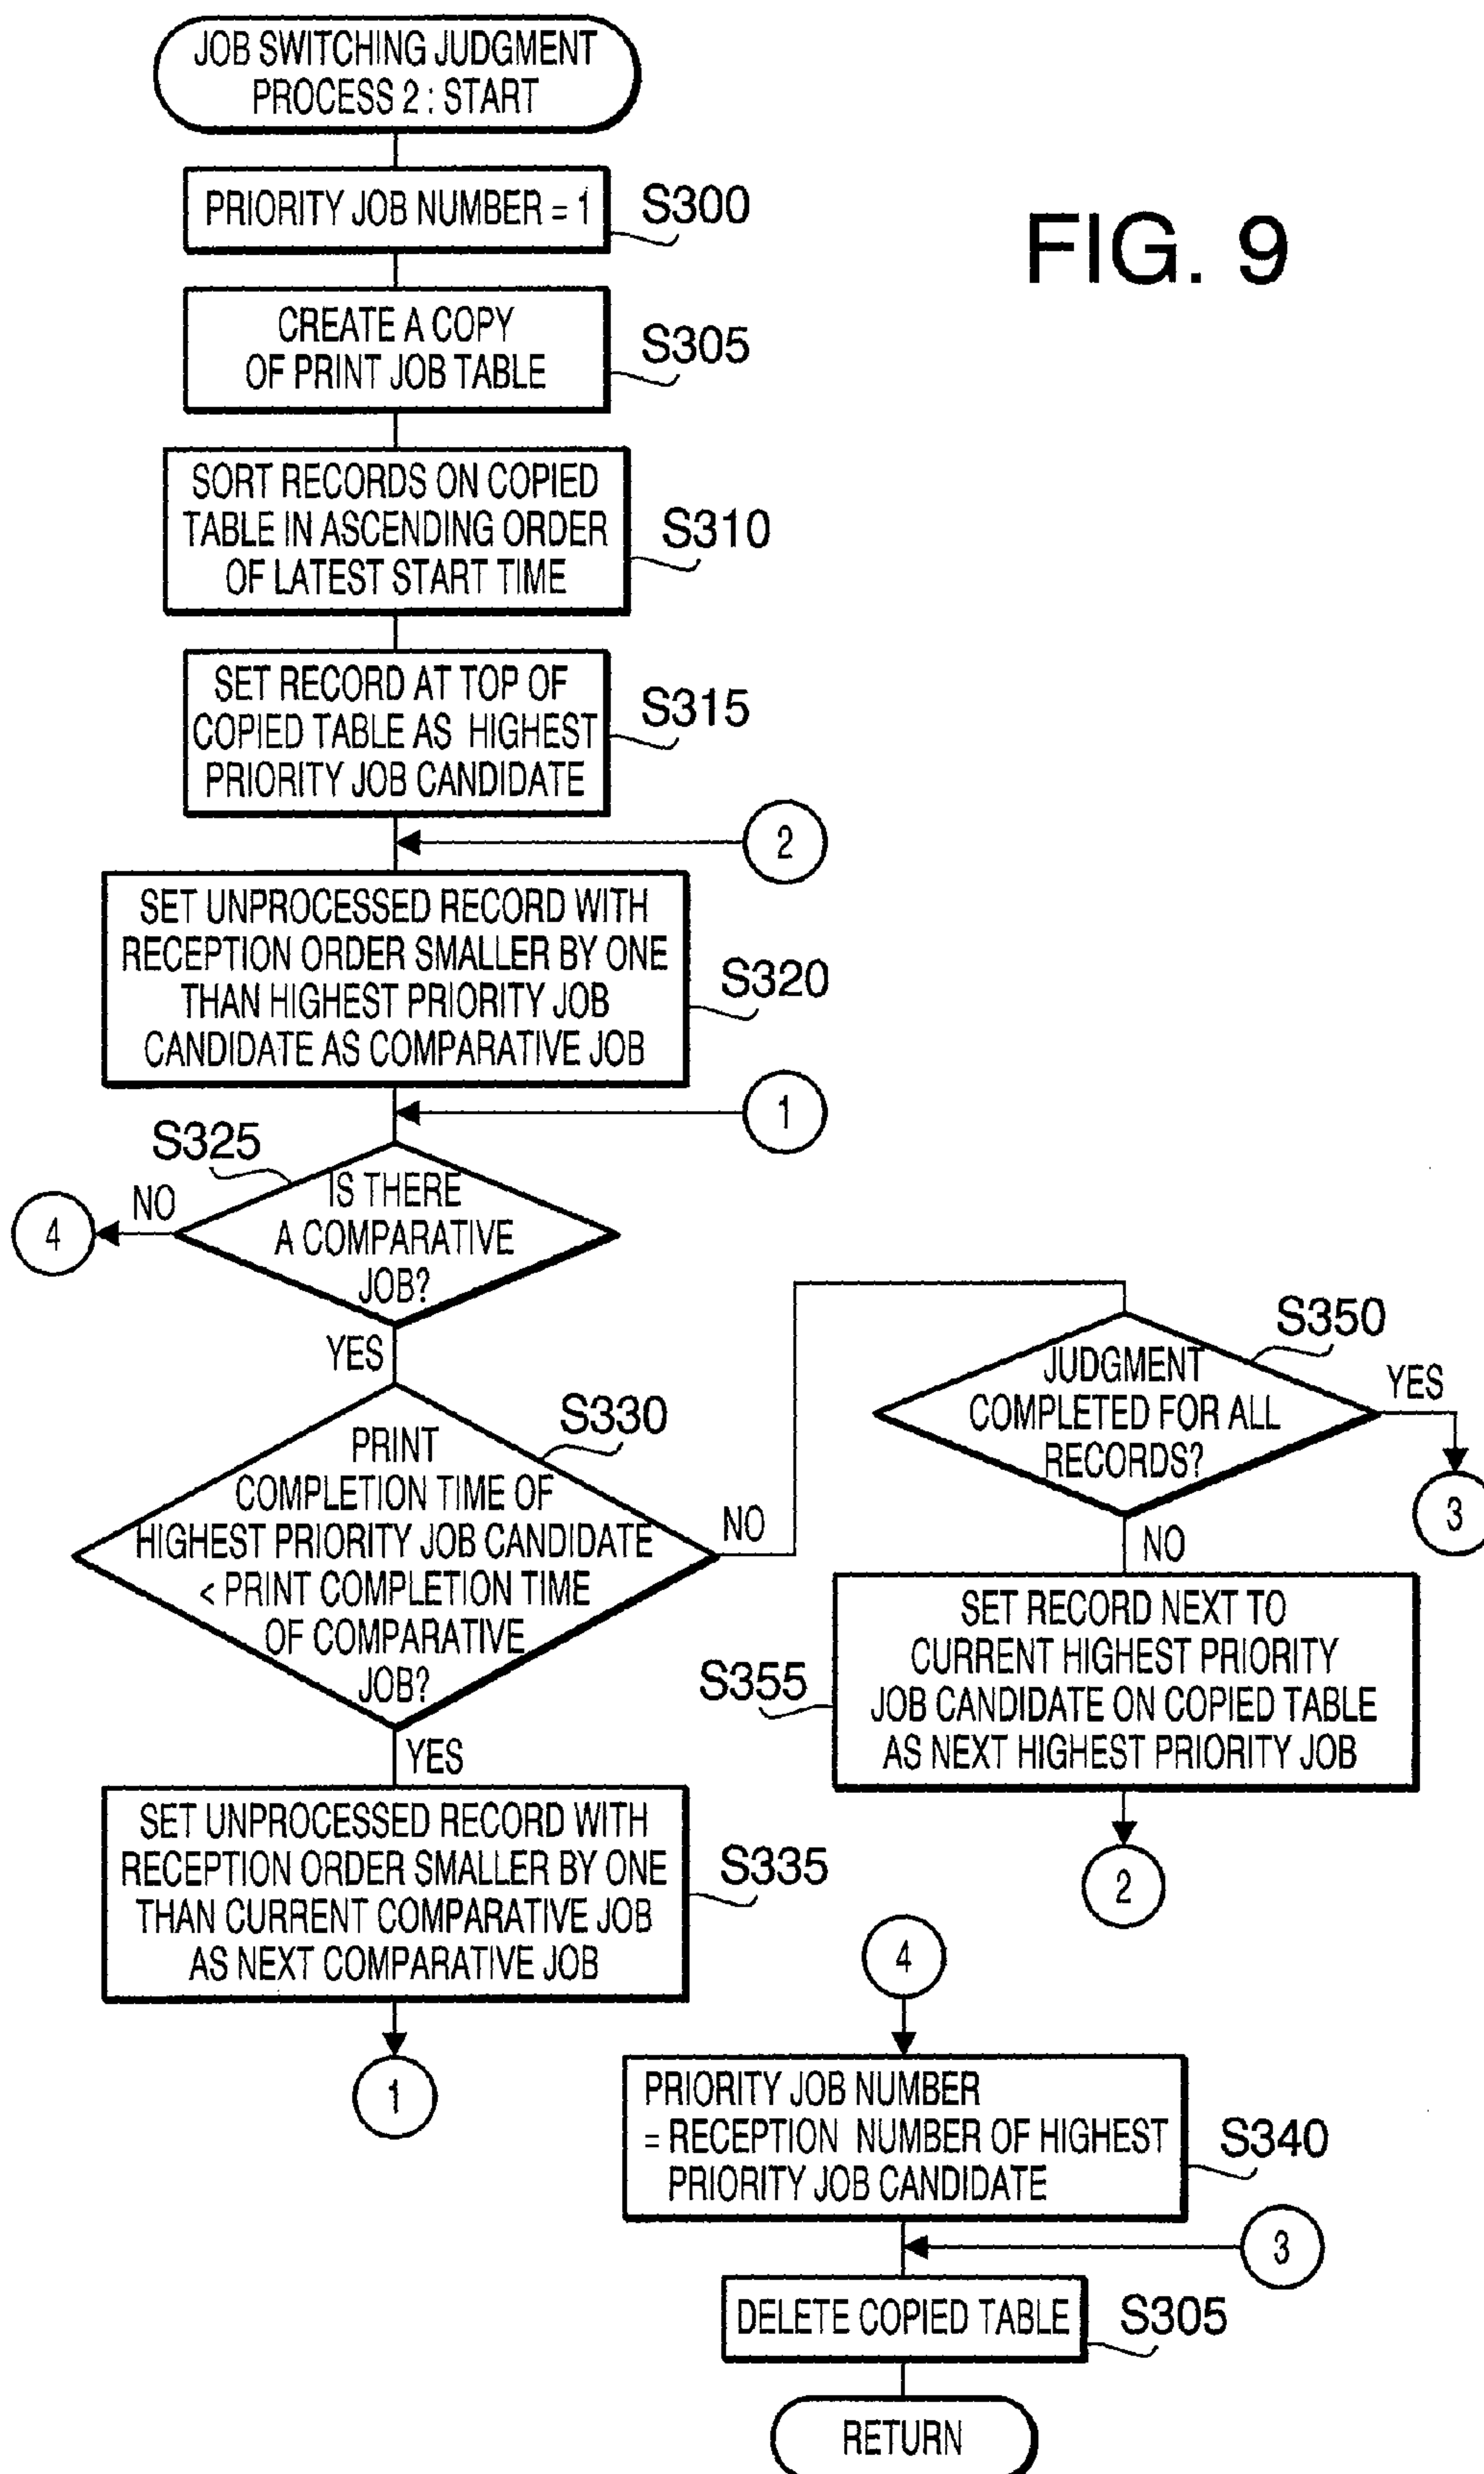 JOB SWITCHING JUDGMENT
PROCESS 2 : START
PRIORITY JOB NUMBER = 1
S300
FIG. 9
CREATE A COPY
OF PRINT JOB TABLE
S305
SORT RECORDS ON COPIED
TABLE IN ASCENDING ORDER
OF LATEST START TIME
S310
SET RECORD AT TOP OF
COPIED TABLE AS HIGHEST
PRIORITY JOB CANDIDATE
S315
2
SET UNPROCESSED RECORD WITH
RECEPTION ORDER SMALLER BY ONE
THAN HIGHEST PRIORITY JOB
CANDIDATE AS COMPARATIVE JOB
S320
1
S325
IS THERE
A COMPARATIVE
JOB?
NO
4
YES
S330
PRINT
COMPLETION TIME OF
HIGHEST PRIORITY JOB CANDIDATE
< PRINT COMPLETION TIME
OF COMPARATIVE
JOB?
NO
YES
S350
JUDGMENT
COMPLETED FOR ALL
RECORDS?
YES
3
NO
S355
SET RECORD NEXT TO
CURRENT HIGHEST PRIORITY
JOB CANDIDATE ON COPIED TABLE
AS NEXT HIGHEST PRIORITY JOB
2
SET UNPROCESSED RECORD WITH
RECEPTION ORDER SMALLER BY ONE
THAN CURRENT COMPARATIVE JOB
AS NEXT COMPARATIVE JOB
S335
1
4
PRIORITY JOB NUMBER
= RECEPTION NUMBER OF HIGHEST
PRIORITY JOB CANDIDATE
S340
3
DELETE COPIED TABLE
S305
RETURN